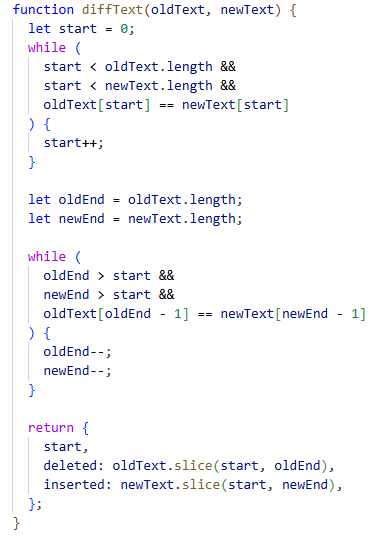 function diffText(oldText, newText) {
  let start = 0;
  while (
    start < oldText.length &&
    start < newText.length &&
    oldText[start] == newText[start]
  ) {
    start++;
  }

  let oldEnd = oldText.length;
  let newEnd = newText.length;

  while (
    oldEnd > start &&
    newEnd > start &&
    oldText[oldEnd - 1] == newText[newEnd - 1]
  ) {
    oldEnd--;
    newEnd--;
  }

  return {
    start,
    deleted: oldText.slice(start, oldEnd),
    inserted: newText.slice(start, newEnd),
  };
}